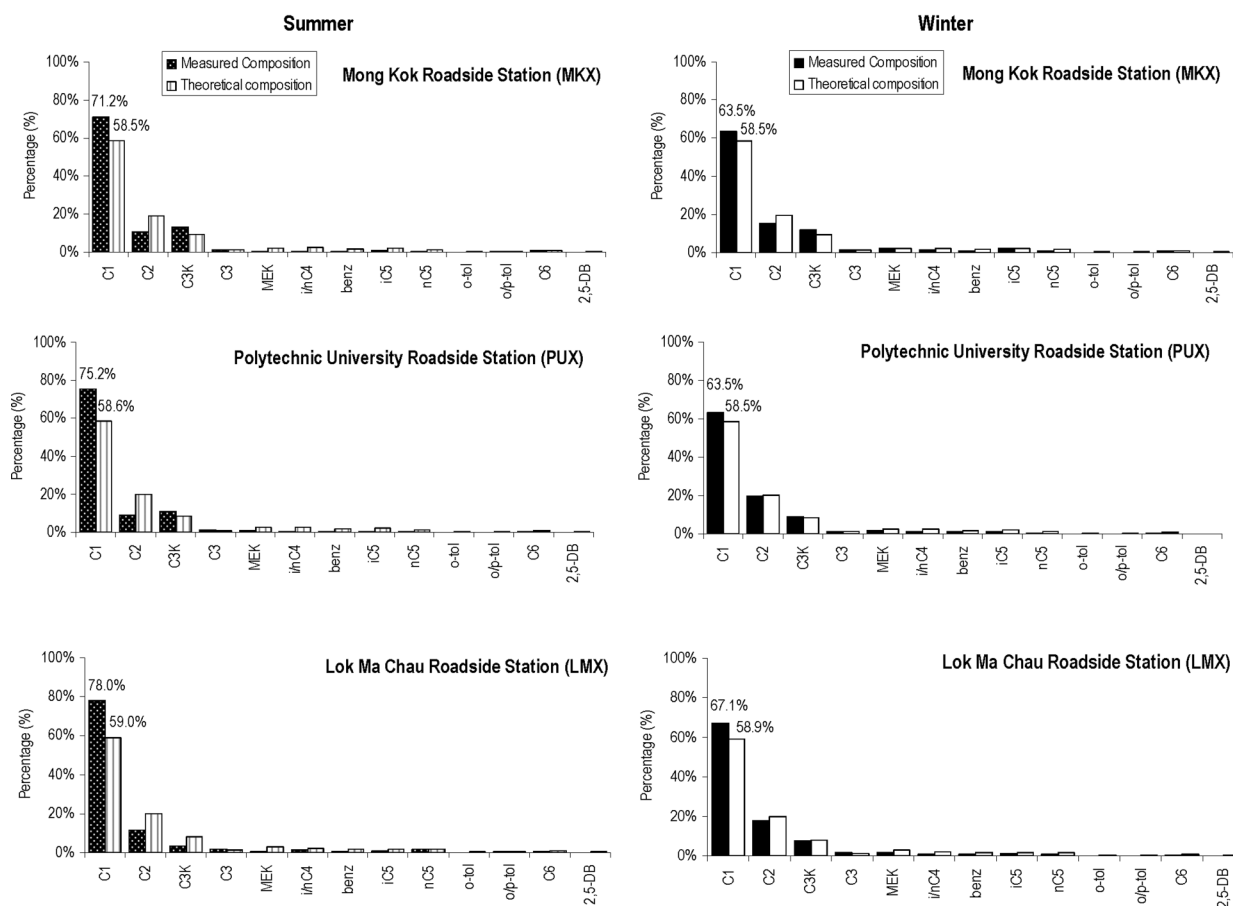 Summer
Measured Composition
Theoretical composition
Mong Kok Roadside Station (MKX)
Percentage (%)
100%
80%
60%
40%
20%
0%
71.2%
58.5%
C1
C2
C3K
C3
MEK
i/nC4
benz
iC5
nC5
o-tol
o/p-tol
C6
2,5-DB
Polytechnic University Roadside Station (PUX)
Percentage (%)
100%
80%
60%
40%
20%
0%
75.2%
58.6%
C1
C2
C3K
C3
MEK
i/nC4
benz
iC5
nC5
o-tol
o/p-tol
C6
2,5-DB
Lok Ma Chau Roadside Station (LMX)
Percentage (%)
100%
80%
60%
40%
20%
0%
78.0%
59.0%
C1
C2
C3K
C3
MEK
i/nC4
benz
iC5
nC5
o-tol
o/p-tol
C6
2,5-DB
Winter
Measured Composition
Theoretical composition
Mong Kok Roadside Station (MKX)
Percentage (%)
100%
80%
60%
40%
20%
0%
63.5%
58.5%
C1
C2
C3K
C3
MEK
i/nC4
benz
iC5
nC5
o-tol
o/p-tol
C6
2,5-DB
Polytechnic University Roadside Station (PUX)
Percentage (%)
100%
80%
60%
40%
20%
0%
63.5%
58.5%
C1
C2
C3K
C3
MEK
i/nC4
benz
iC5
nC5
o-tol
o/p-tol
C6
2,5-DB
Lok Ma Chau Roadside Station (LMX)
Percentage (%)
100%
80%
60%
40%
20%
0%
67.1%
58.9%
C1
C2
C3K
C3
MEK
i/nC4
benz
iC5
nC5
o-tol
o/p-tol
C6
2,5-DB